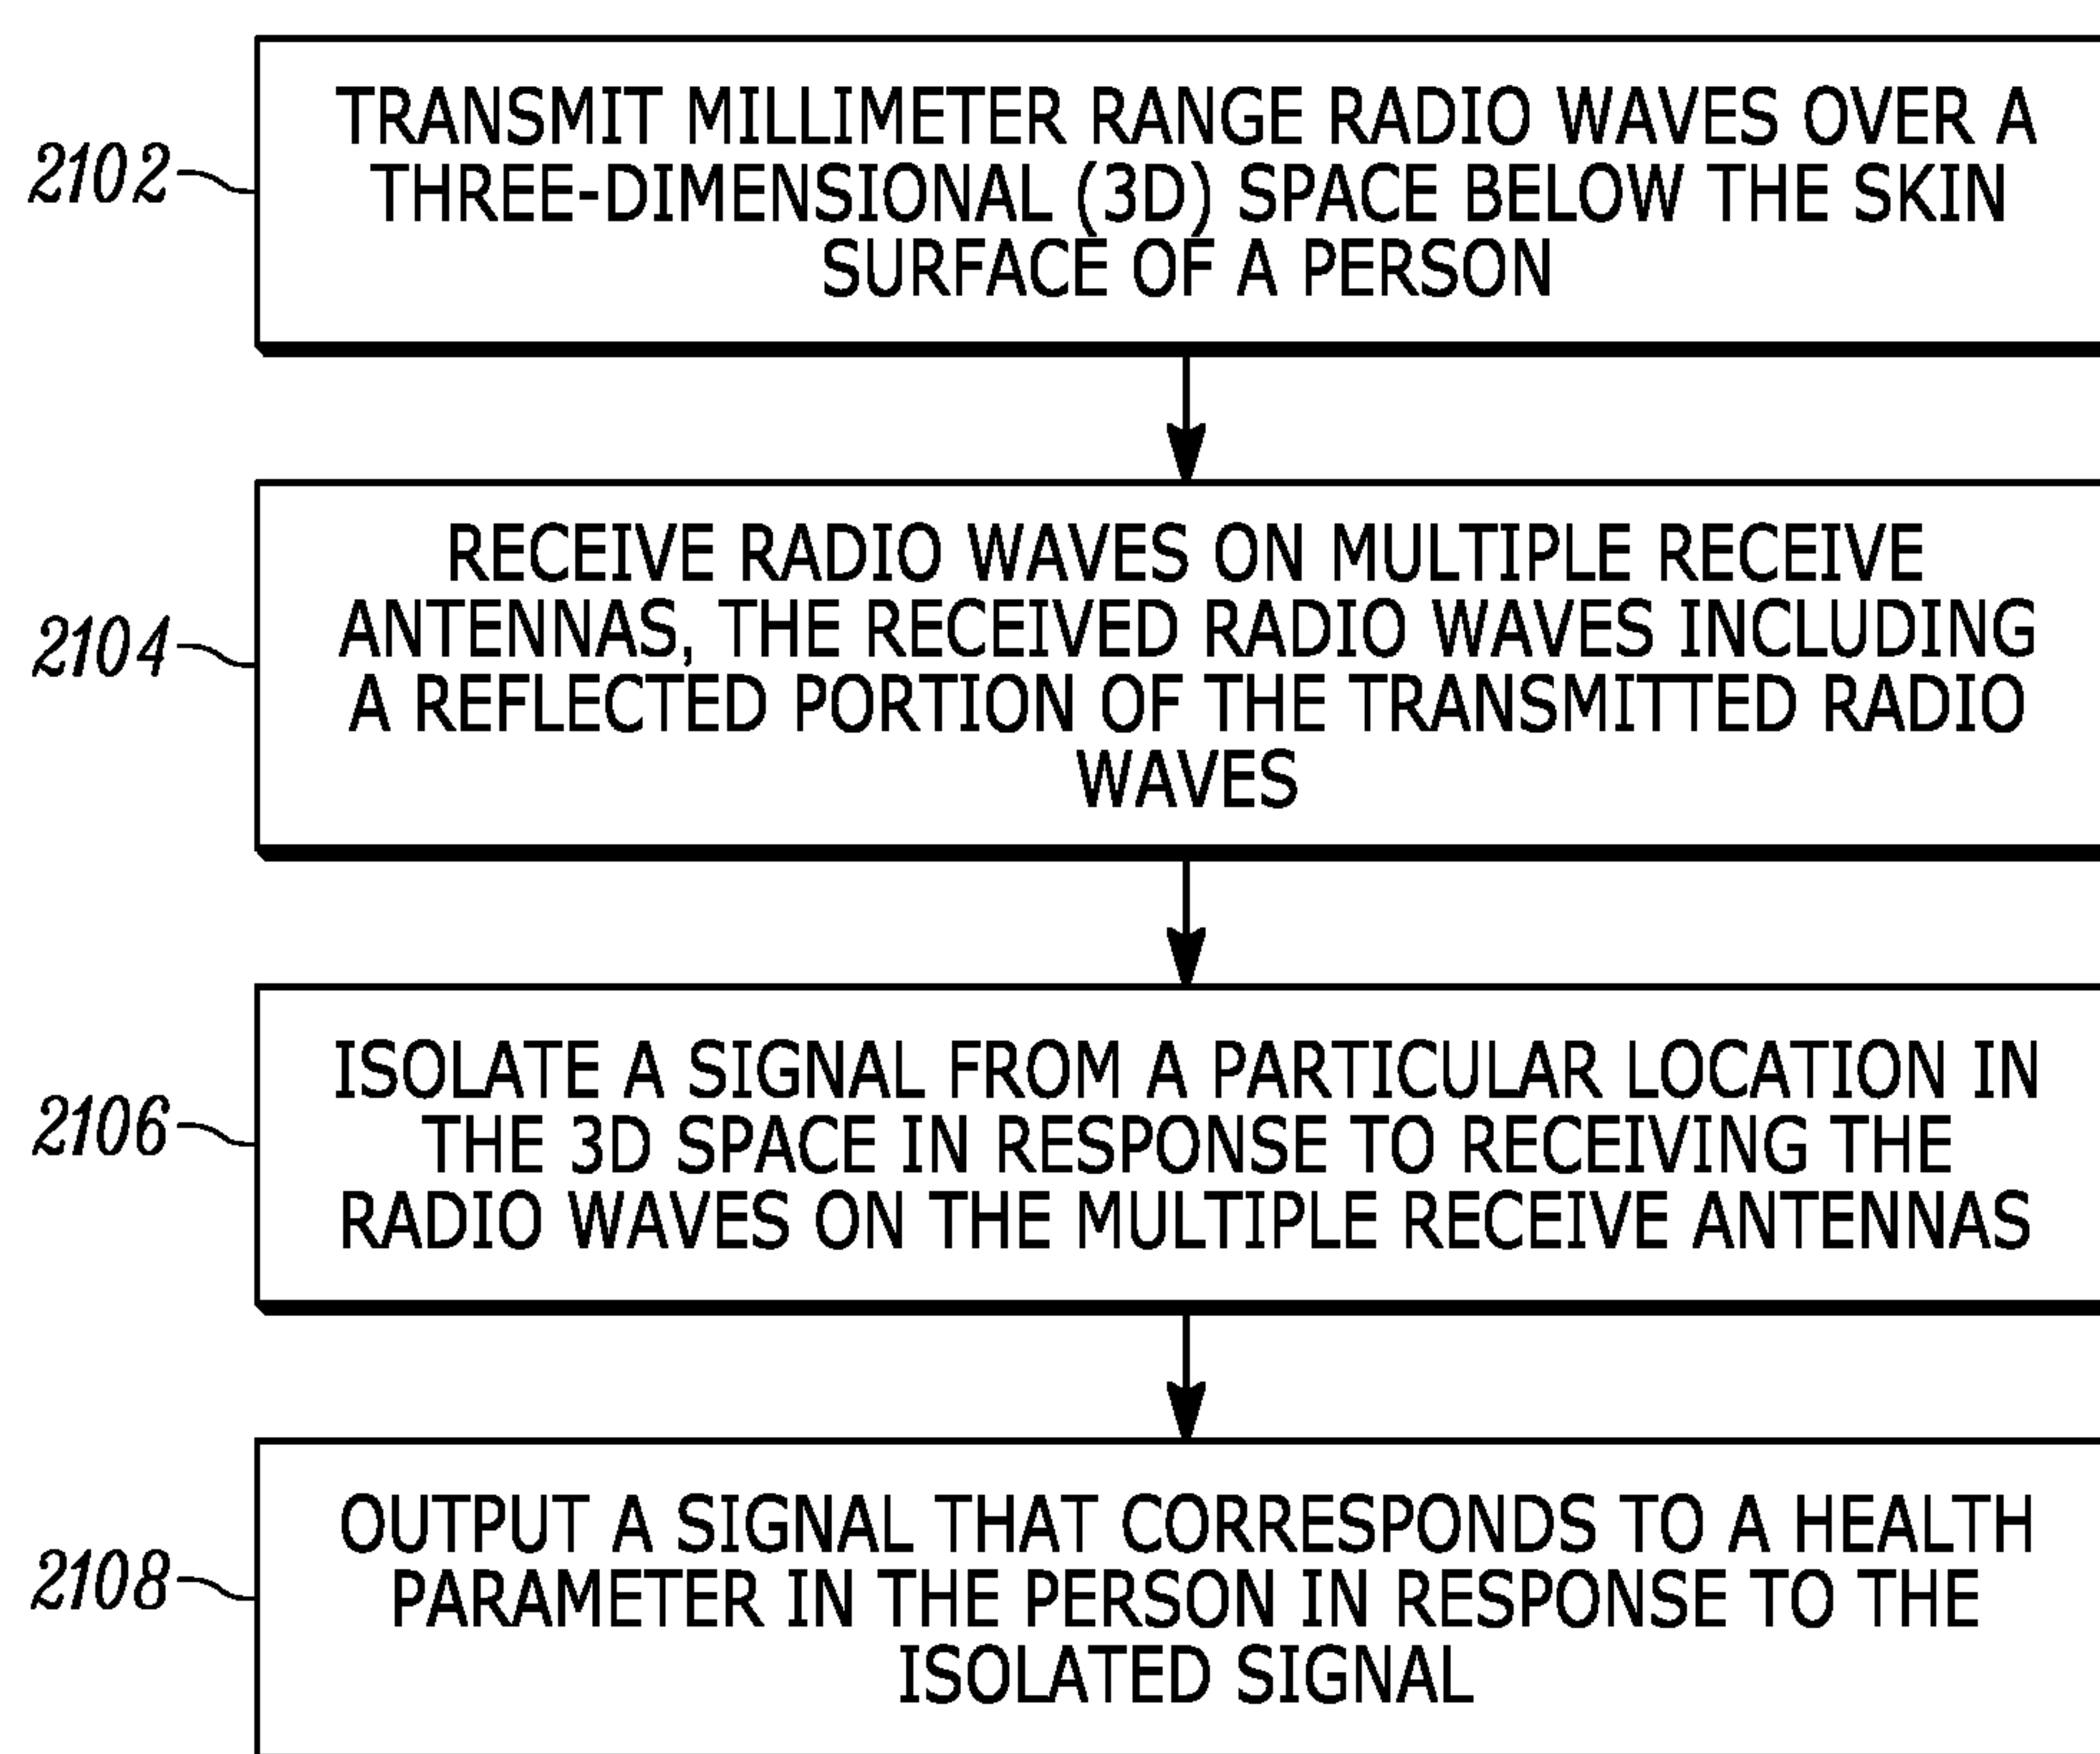 2102
TRANSMIT MILLIMETER RANGE RADIO WAVES OVER A
THREE-DIMENSIONAL (3D) SPACE BELOW THE SKIN
SURFACE OF A PERSON
2104
RECEIVE RADIO WAVES ON MULTIPLE RECEIVE
ANTENNAS, THE RECEIVED RADIO WAVES INCLUDING
A REFLECTED PORTION OF THE TRANSMITTED RADIO
WAVES
2106
ISOLATE A SIGNAL FROM A PARTICULAR LOCATION IN
THE 3D SPACE IN RESPONSE TO RECEIVING THE
RADIO WAVES ON THE MULTIPLE RECEIVE ANTENNAS
2108
OUTPUT A SIGNAL THAT CORRESPONDS TO A HEALTH
PARAMETER IN THE PERSON IN RESPONSE TO THE
ISOLATED SIGNAL